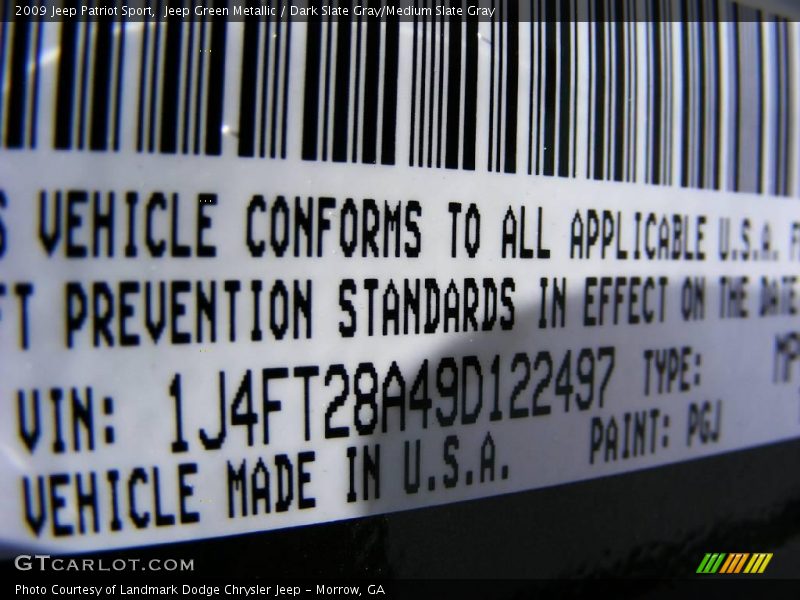 2009 Jeep Patriot Sport,  Jeep Green Metallic / Dark Slate Gray/Medium Slate Gray
VEHICLE CONFORMS TO ALL APPLICABLE U.S.A.
PREVENTION STANDARDS IN EFFECT ON THE DATE
VIN: 1J4FT28A49D122497 TYPE:
VEHICLE MADE IN U.S.A. PAINT: PGJ
GTCARLOT.COM
Photo Courtesy of Landmark Dodge Chrysler Jeep - Morrow, GA